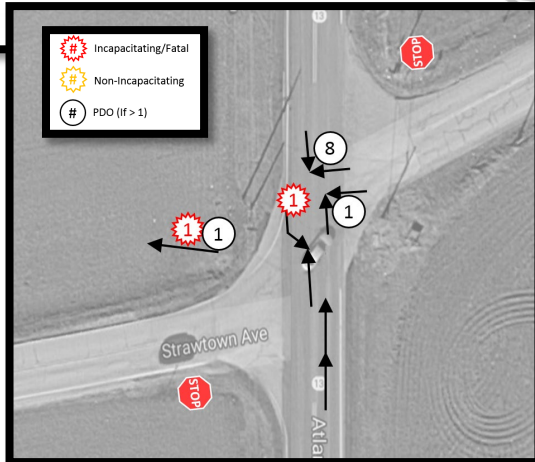 # Incapacitating/Fatal
# Non-Incapacitating
# PDO (If > 1)
13
STOP
8
1
1
1
1
Strawtown Ave
STOP
13
Atla